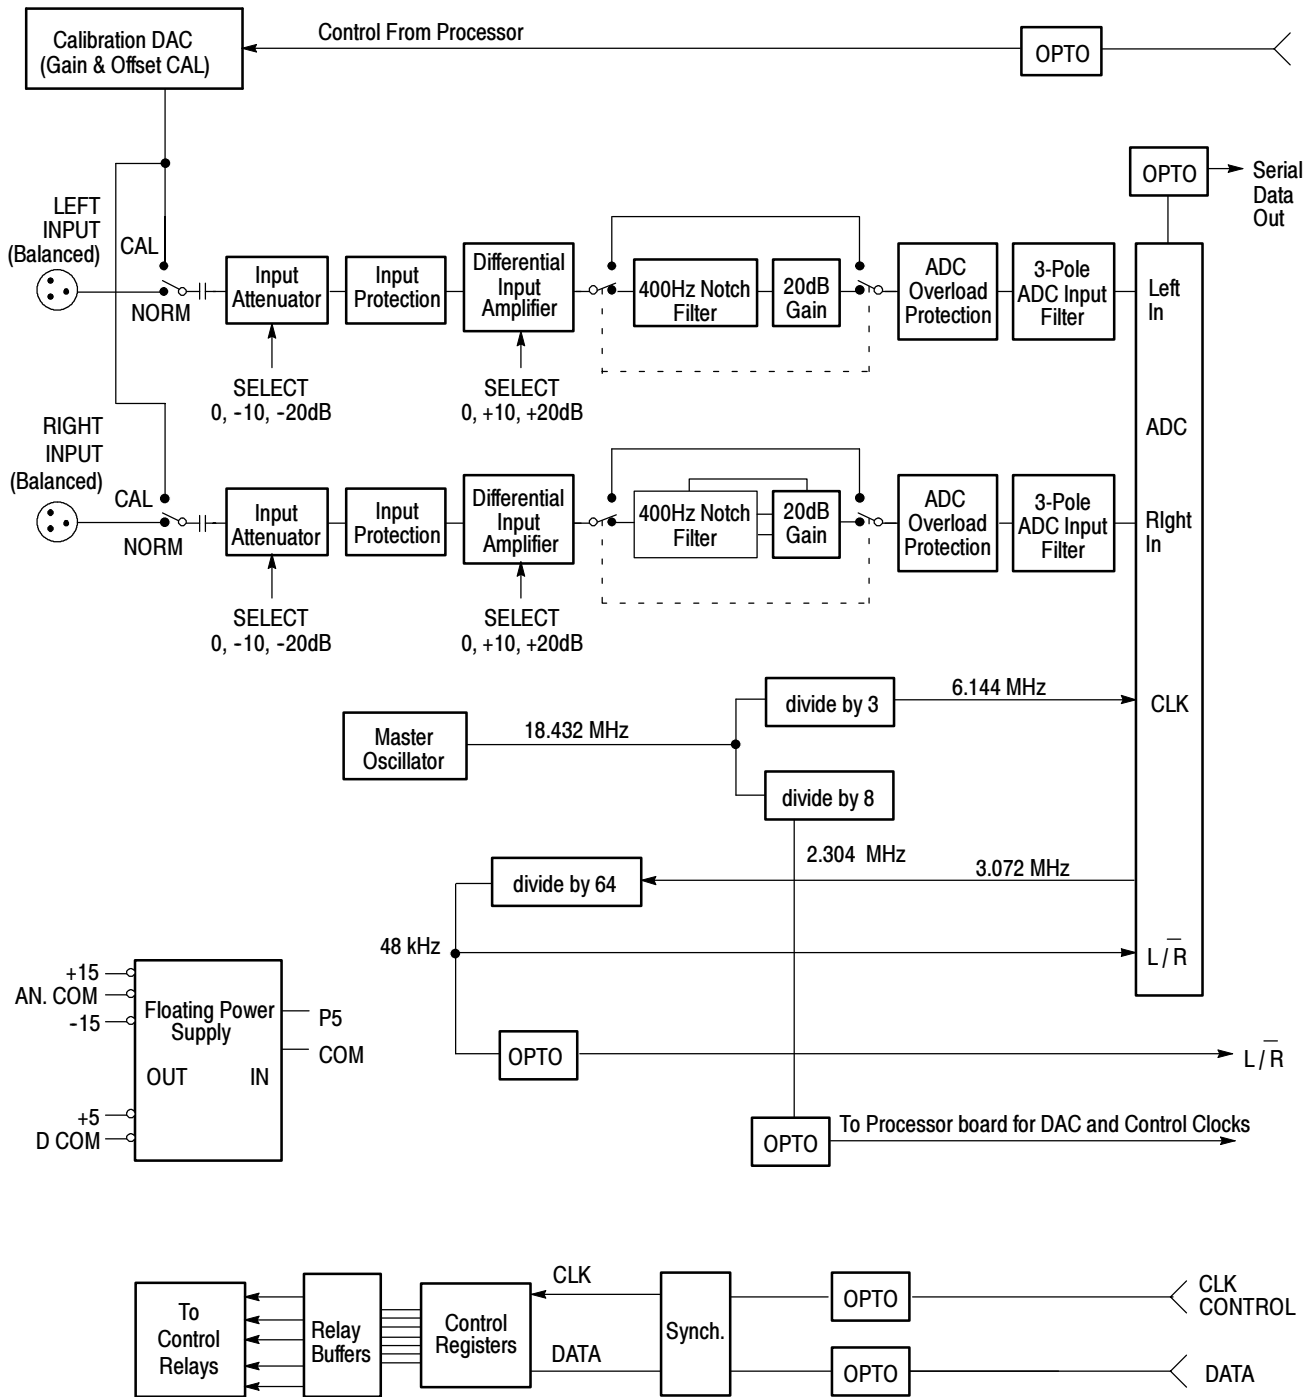 Calibration DAC
(Gain & Offset CAL)
Control From Processor
OPTO
OPTO
Serial
Data
Out
LEFT
INPUT
(Balanced)
CAL
NORM
Input
Attenuator
Input
Protection
Differential
Input
Amplifier
400Hz Notch
Filter
20dB
Gain
ADC
Overload
Protection
3-Pole
ADC Input
Filter
Left
In
SELECT
0, -10, -20dB
SELECT
0, +10, +20dB
ADC
RIGHT
INPUT
(Balanced)
CAL
NORM
Input
Attenuator
Input
Protection
Differential
Input
Amplifier
400Hz Notch
Filter
20dB
Gain
ADC
Overload
Protection
3-Pole
ADC Input
Filter
RIght
In
SELECT
0, -10, -20dB
SELECT
0, +10, +20dB
Master
Oscillator
18.432 MHz
divide by 3
6.144 MHz
CLK
divide by 8
2.304 MHz
3.072 MHz
divide by 64
48 kHz
L / R̅
+15
AN. COM
-15
Floating Power
Supply
P5
COM
OUT
IN
+5
D COM
OPTO
L / R̅
OPTO
To Processor board for DAC and Control Clocks
To
Control
Relays
Relay
Buffers
Control
Registers
CLK
DATA
Synch.
OPTO
CLK
CONTROL
OPTO
DATA